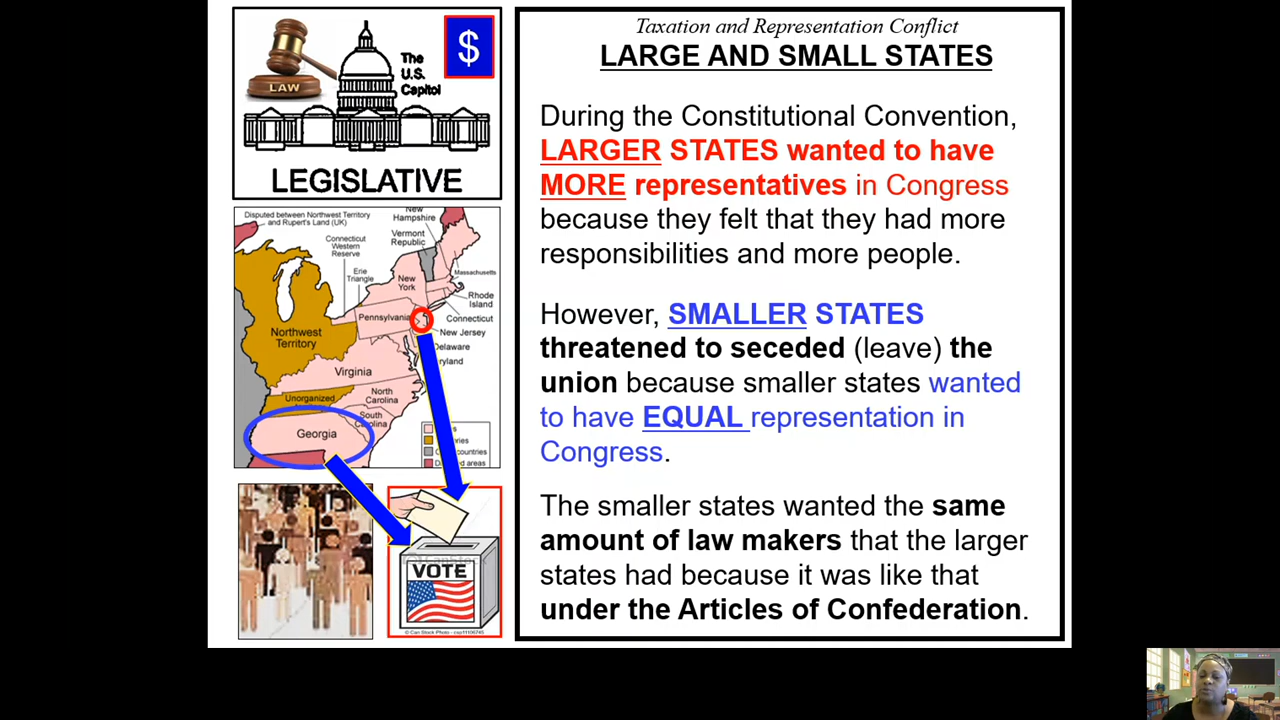 The
U.S.
Capitol
$
LAW
LEGISLATIVE
Disputed between Northwest Territory
and Rupert's Land (UK)
New
Hampshire
Vermont
Republic
Connecticut
Western
Reserve
Erie
Triangle
New
York
Massachusetts
Rhode
Island
Connecticut
Pennsylvania
New Jersey
Delaware
ryland
Northwest
Territory
Virginia
Unorganized
North
Carolina
South
Carolina
Georgia
VOTE
© Can Stock Photo - csp11106745
Taxation and Representation Conflict
LARGE AND SMALL STATES
During the Constitutional Convention,
LARGER STATES wanted to have
MORE representatives in Congress
because they felt that they had more
responsibilities and more people.
However, SMALLER STATES
threatened to seceded (leave) the
union because smaller states wanted
to have EQUAL representation in
Congress.
The smaller states wanted the same
amount of law makers that the larger
states had because it was like that
under the Articles of Confederation.